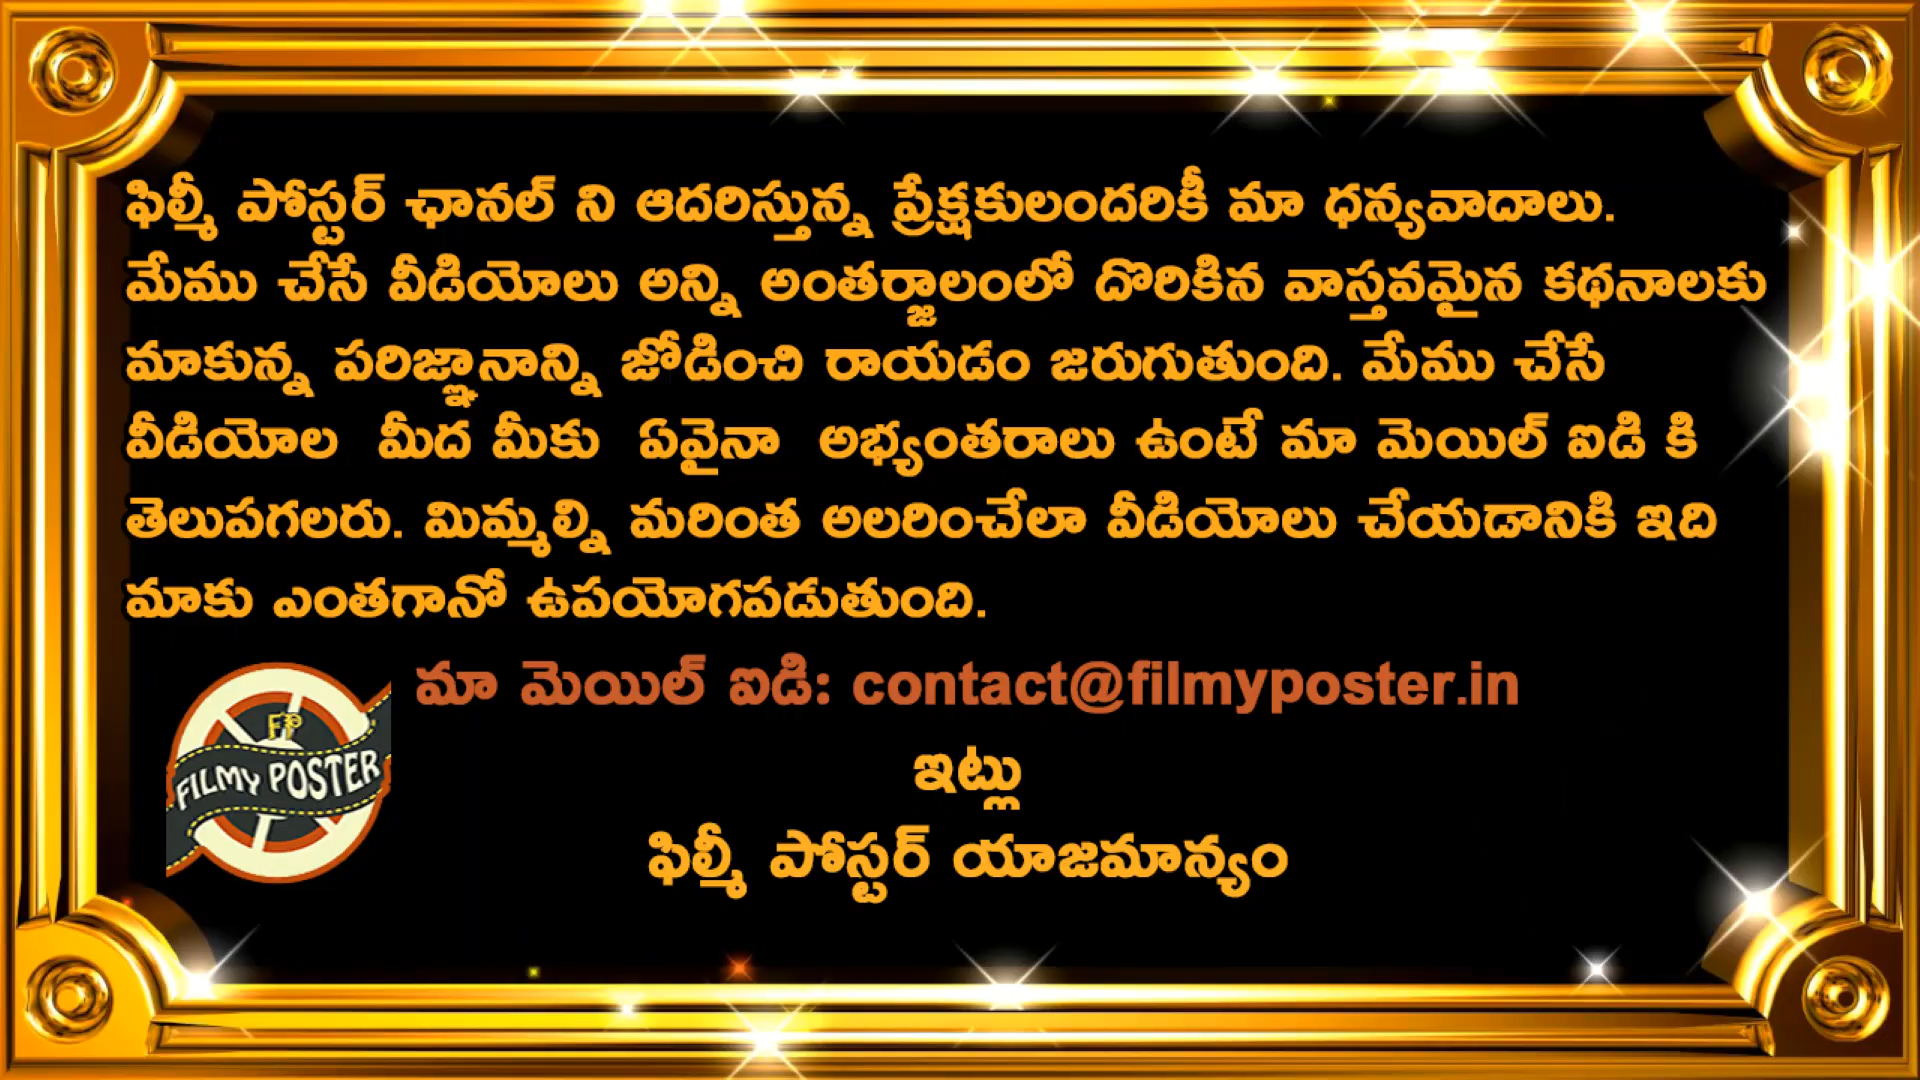 ఫిల్మీ పోస్టర్ ఛానల్ ని ఆదరిస్తున్న ప్రేక్షకులందరికీ మా ధన్యవాదాలు.
మేము చేసే వీడియోలు అన్ని అంతర్జాలంలో దొరికిన వాస్తవమైన కథనాలకు
మాకున్న పరిజ్ఞానాన్ని జోడించి రాయడం జరుగుతుంది. మేము చేసే
వీడియోల మీద మీకు ఏవైనా అభ్యంతరాలు ఉంటే మా మెయిల్ ఐడి కి
తెలుపగలరు. మిమ్మల్ని మరింత అలరించేలా వీడియోలు చేయడానికి ఇది
మాకు ఎంతగానో ఉపయోగపడుతుంది.
మా మెయిల్ ఐడి: contact@filmyposter.in
FP
FILMY POSTER
ఇట్లు
ఫిల్మీ పోస్టర్ యాజమాన్యం